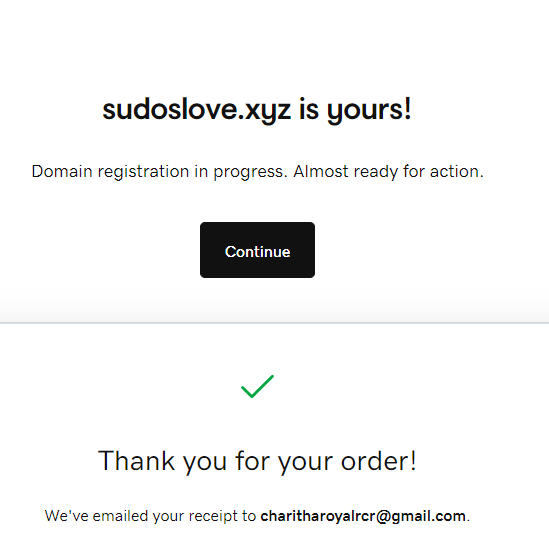 sudoslove.xyz is yours!
Domain registration in progress. Almost ready for action.
Continue
Thank you for your order!
We've emailed your receipt to charitharoyalrcr@gmail.com.